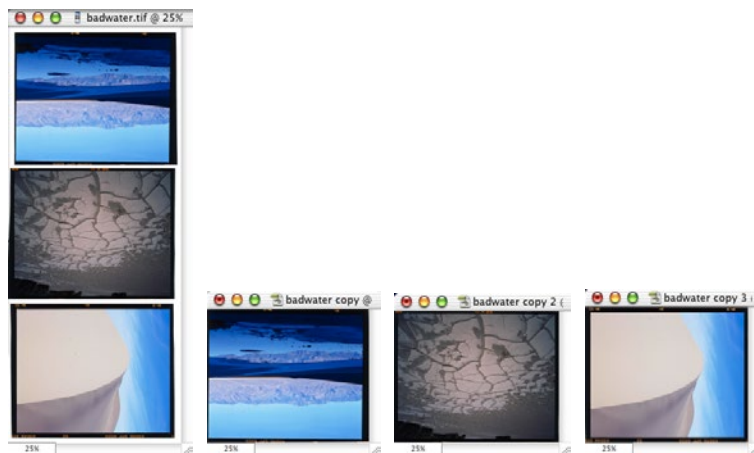 badwater.tif @ 25%
25%
badwater copy @
25%
badwater copy 2 (
25%
badwater copy 3
25%